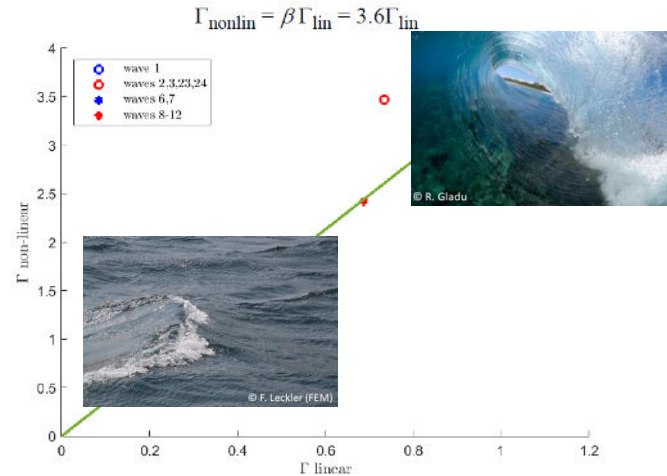 Γnonlin = β Γlin = 3.6Γlin
4
3.5
3
2.5
2
1.5
1
0.5
0
Γ non-linear
wave 1
waves 2,3,23,24
waves 6,7
waves 8-12
© R. Gladu
© F. Leckler (FEM)
0 0.2 0.4 0.6 0.8 1 1.2
Γ linear